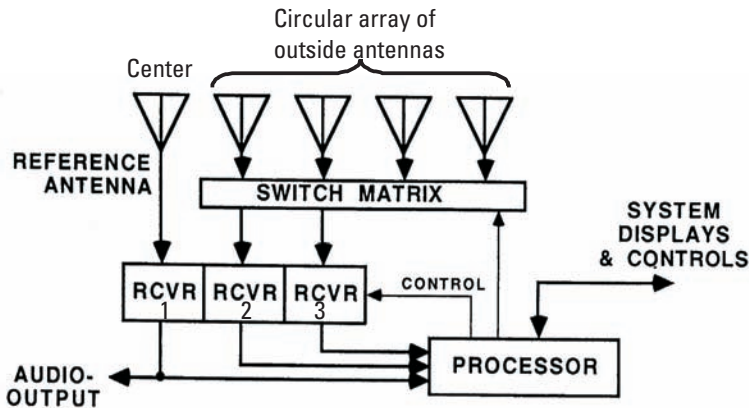 Circular array of
outside antennas
Center
REFERENCE
ANTENNA
SWITCH MATRIX
SYSTEM
DISPLAYS
& CONTROLS
RCVR
1
RCVR
2
RCVR
3
CONTROL
PROCESSOR
AUDIO-
OUTPUT